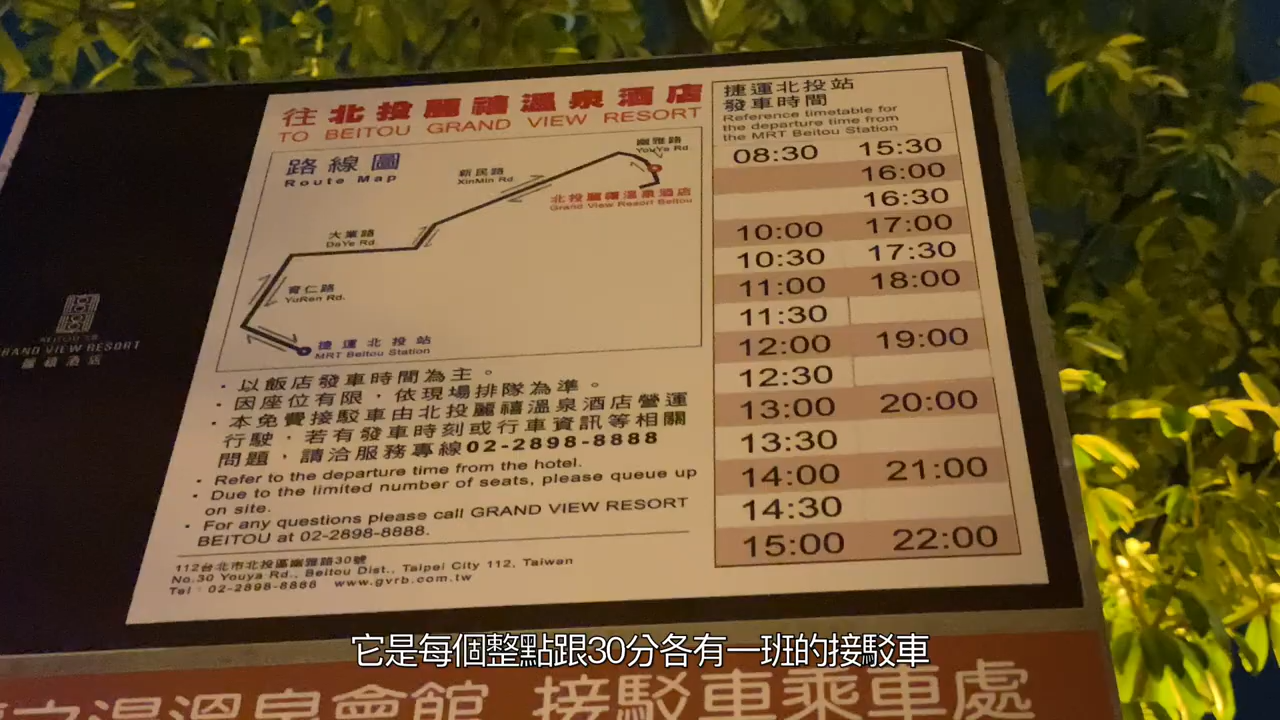 往北投麗禧溫泉酒店
TO BEITOU GRAND VIEW RESORT
路線圖
Route Map
幽雅路
YouYa Rd
新民路
XinMin Rd.
北投麗禧溫泉酒店
Grand View Resort Beitou
大業路
DaYe Rd
育仁路
YuRen Rd.
捷運北投站
MRT Beitou Station
・以飯店發車時間為主。
・因座位有限，依現場排隊為準。
・本免費接駁車由北投麗禧溫泉酒店營運
行駛，若有發車時刻或行車資訊等相關
問題，請洽服務專線02-2898-8888
・Refer to the departure time from the hotel.
・Due to the limited number of seats, please queue up
on site.
・For any questions please call GRAND VIEW RESORT
BEITOU at 02-2898-8888.
112台北市北投區幽雅路30號
No.30 Youya Rd., Beitou Dist., Taipei City 112, Taiwan
Tel：02-2898-8888 www.gvrb.com.tw
捷運北投站
發車時間
Reference timetable for
the departure time from
the MRT Beitou Station
08:30 15:30
16:00
16:30
10:00 17:00
10:30 17:30
11:00 18:00
11:30
12:00 19:00
12:30
13:00 20:00
13:30
14:00 21:00
14:30
15:00 22:00
GRAND VIEW RESORT
麗禧酒店
它是每個整點跟30分各有一班的接駁車
之湯溫泉會館 接駁車乘車處